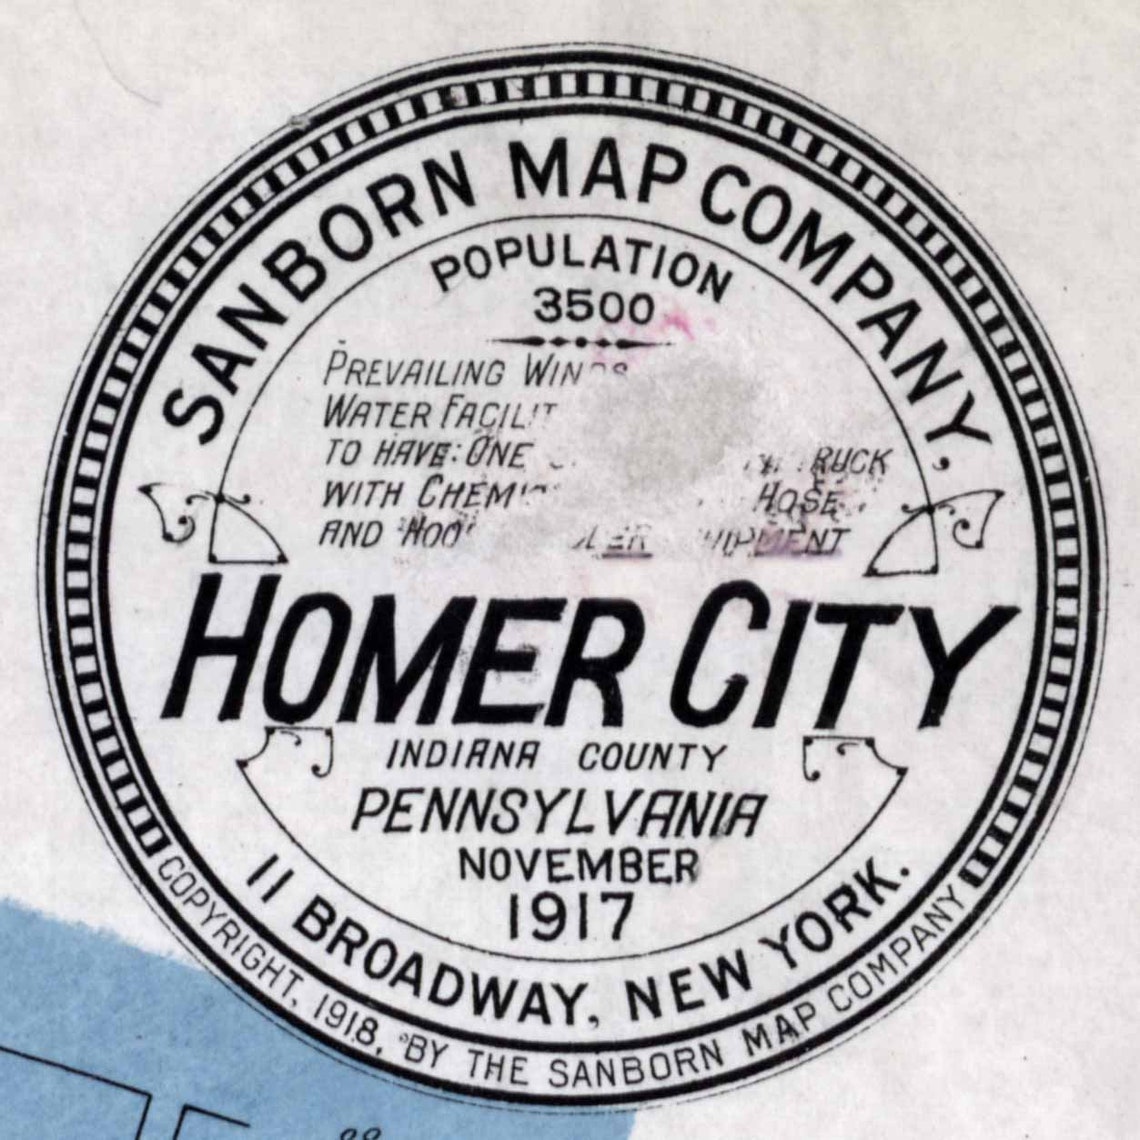 SANBORN MAP COMPANY,
POPULATION
3500
PREVAILING
WATER
TO HAVE: ONE
WITH HOSE
AND
HOMER CITY
INDIANA COUNTY
PENNSYLVANIA
NOVEMBER
1917
11 BROADWAY, NEW YORK.
COPYRIGHT, 1918, BY THE SANBORN MAP COMPANY